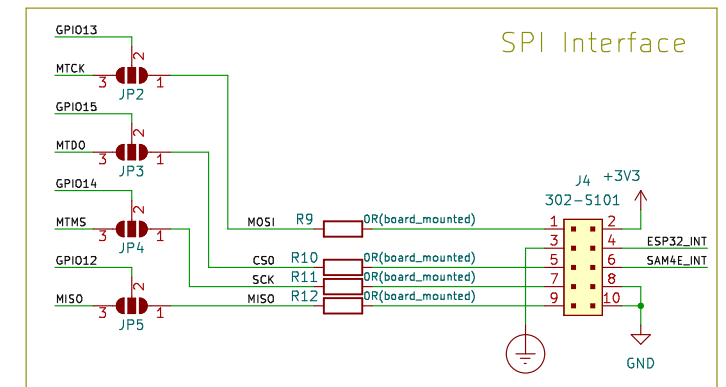 SPI Interface
GPIO13
2
MTCK
3
1
JP2
GPIO15
2
MTDO
3
1
JP3
GPIO14
2
MTMS
3
1
JP4
GPIO12
2
MISO
3
1
JP5
MOSI
R9
0R(board_mounted)
CS0
R10
0R(board_mounted)
SCK
R11
0R(board_mounted)
MISO
R12
0R(board_mounted)
J4
+3V3
302-S101
1
2
3
4
ESP32_INT
5
6
SAM4E_INT
7
8
9
10
GND